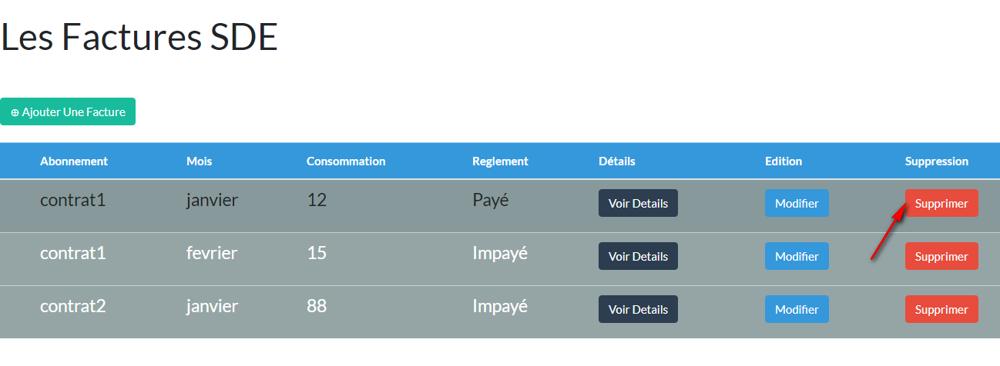 Les Factures SDE
⊕ Ajouter Une Facture
Abonnement Mois Consommation Reglement Détails Edition Suppression
contrat1 janvier 12 Payé Voir Details Modifier Supprimer
contrat1 fevrier 15 Impayé Voir Details Modifier Supprimer
contrat2 janvier 88 Impayé Voir Details Modifier Supprimer